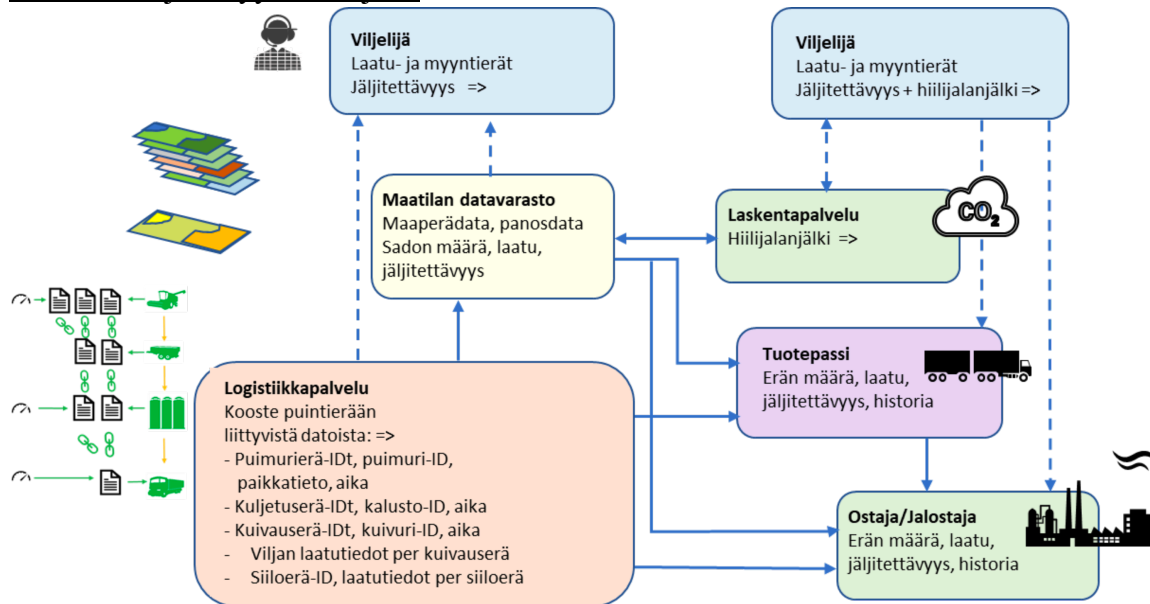 Viljelijä
Laatu- ja myyntierät
Jäljitettävyys =>
Viljelijä
Laatu- ja myyntierät
Jäljitettävyys + hiilijalanjälki =>
Maatilan datavarasto
Maaperädata, panosdata
Sadon määrä, laatu,
jäljitettävyys
Laskentapalvelu
Hiilijalanjälki =>
CO2
Tuotepassi
Erän määrä, laatu,
jäljitettävyys, historia
Logistiikkapalvelu
Kooste puintierään
liittyvistä datoista: =>
- Puimurierä-IDt, puimuri-ID,
paikkatieto, aika
- Kuljetuserä-IDt, kalusto-ID, aika
- Kuivauserä-IDt, kuivuri-ID, aika
- Viljan laatutiedot per kuivauserä
- Siiloerä-ID, laatutiedot per siiloerä
Ostaja/Jalostaja
Erän määrä, laatu,
jäljitettävyys, historia